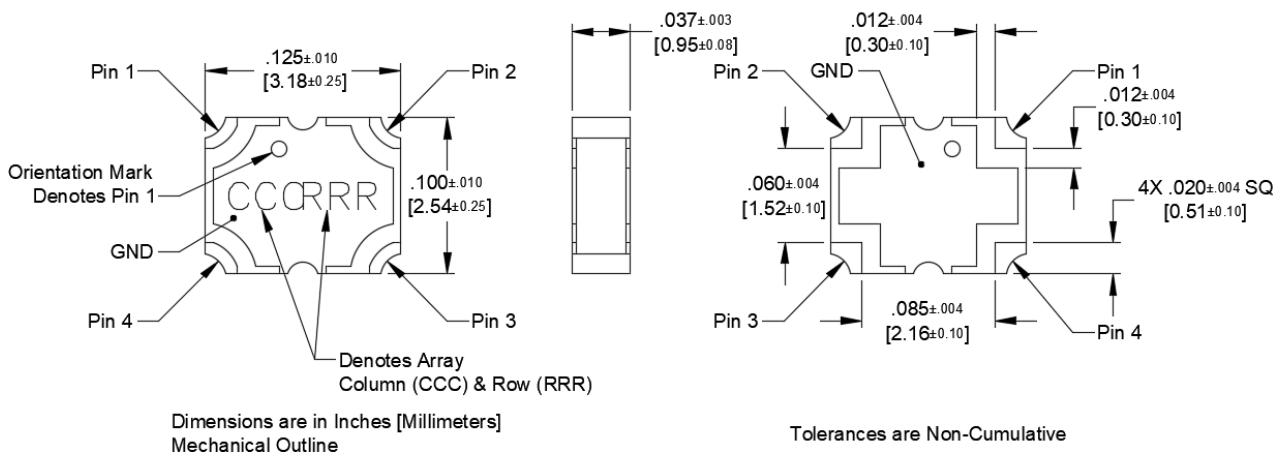 .125±.010
[3.18±0.25]
Pin 1
Pin 2
Orientation Mark
Denotes Pin 1
CCCRRR
.100±.010
[2.54±0.25]
GND
Pin 4
Pin 3
Denotes Array
Column (CCC) & Row (RRR)
Dimensions are in Inches [Millimeters]
Mechanical Outline
.037±.003
[0.95±0.08]
.012±.004
[0.30±0.10]
Pin 2
GND
Pin 1
.012±.004
[0.30±0.10]
.060±.004
[1.52±0.10]
4X .020±.004 SQ
[0.51±0.10]
Pin 3
.085±.004
[2.16±0.10]
Pin 4
Tolerances are Non-Cumulative